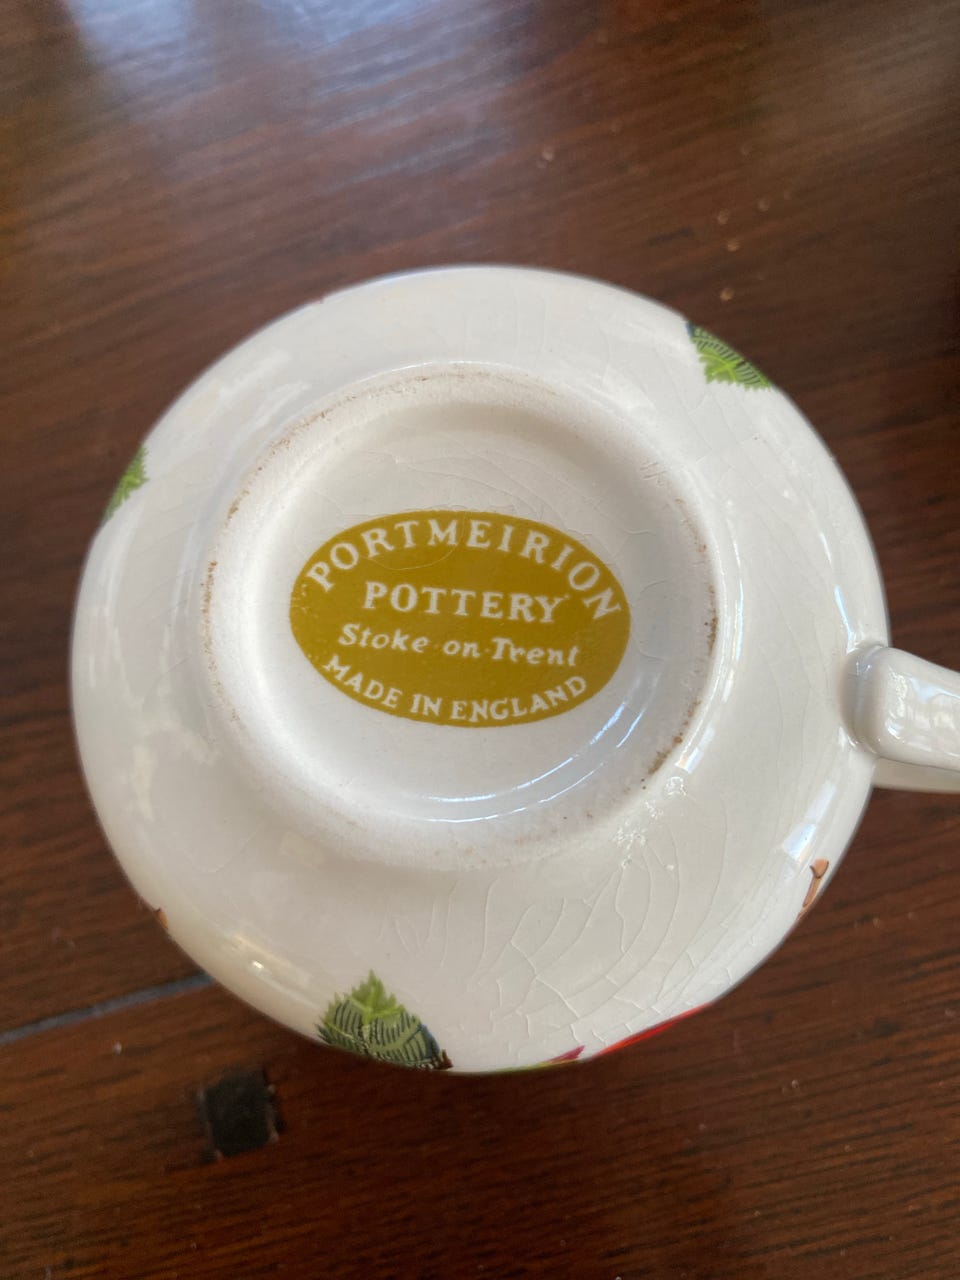 PORTMEIRION
POTTERY
Stoke-on-Trent
MADE IN ENGLAND